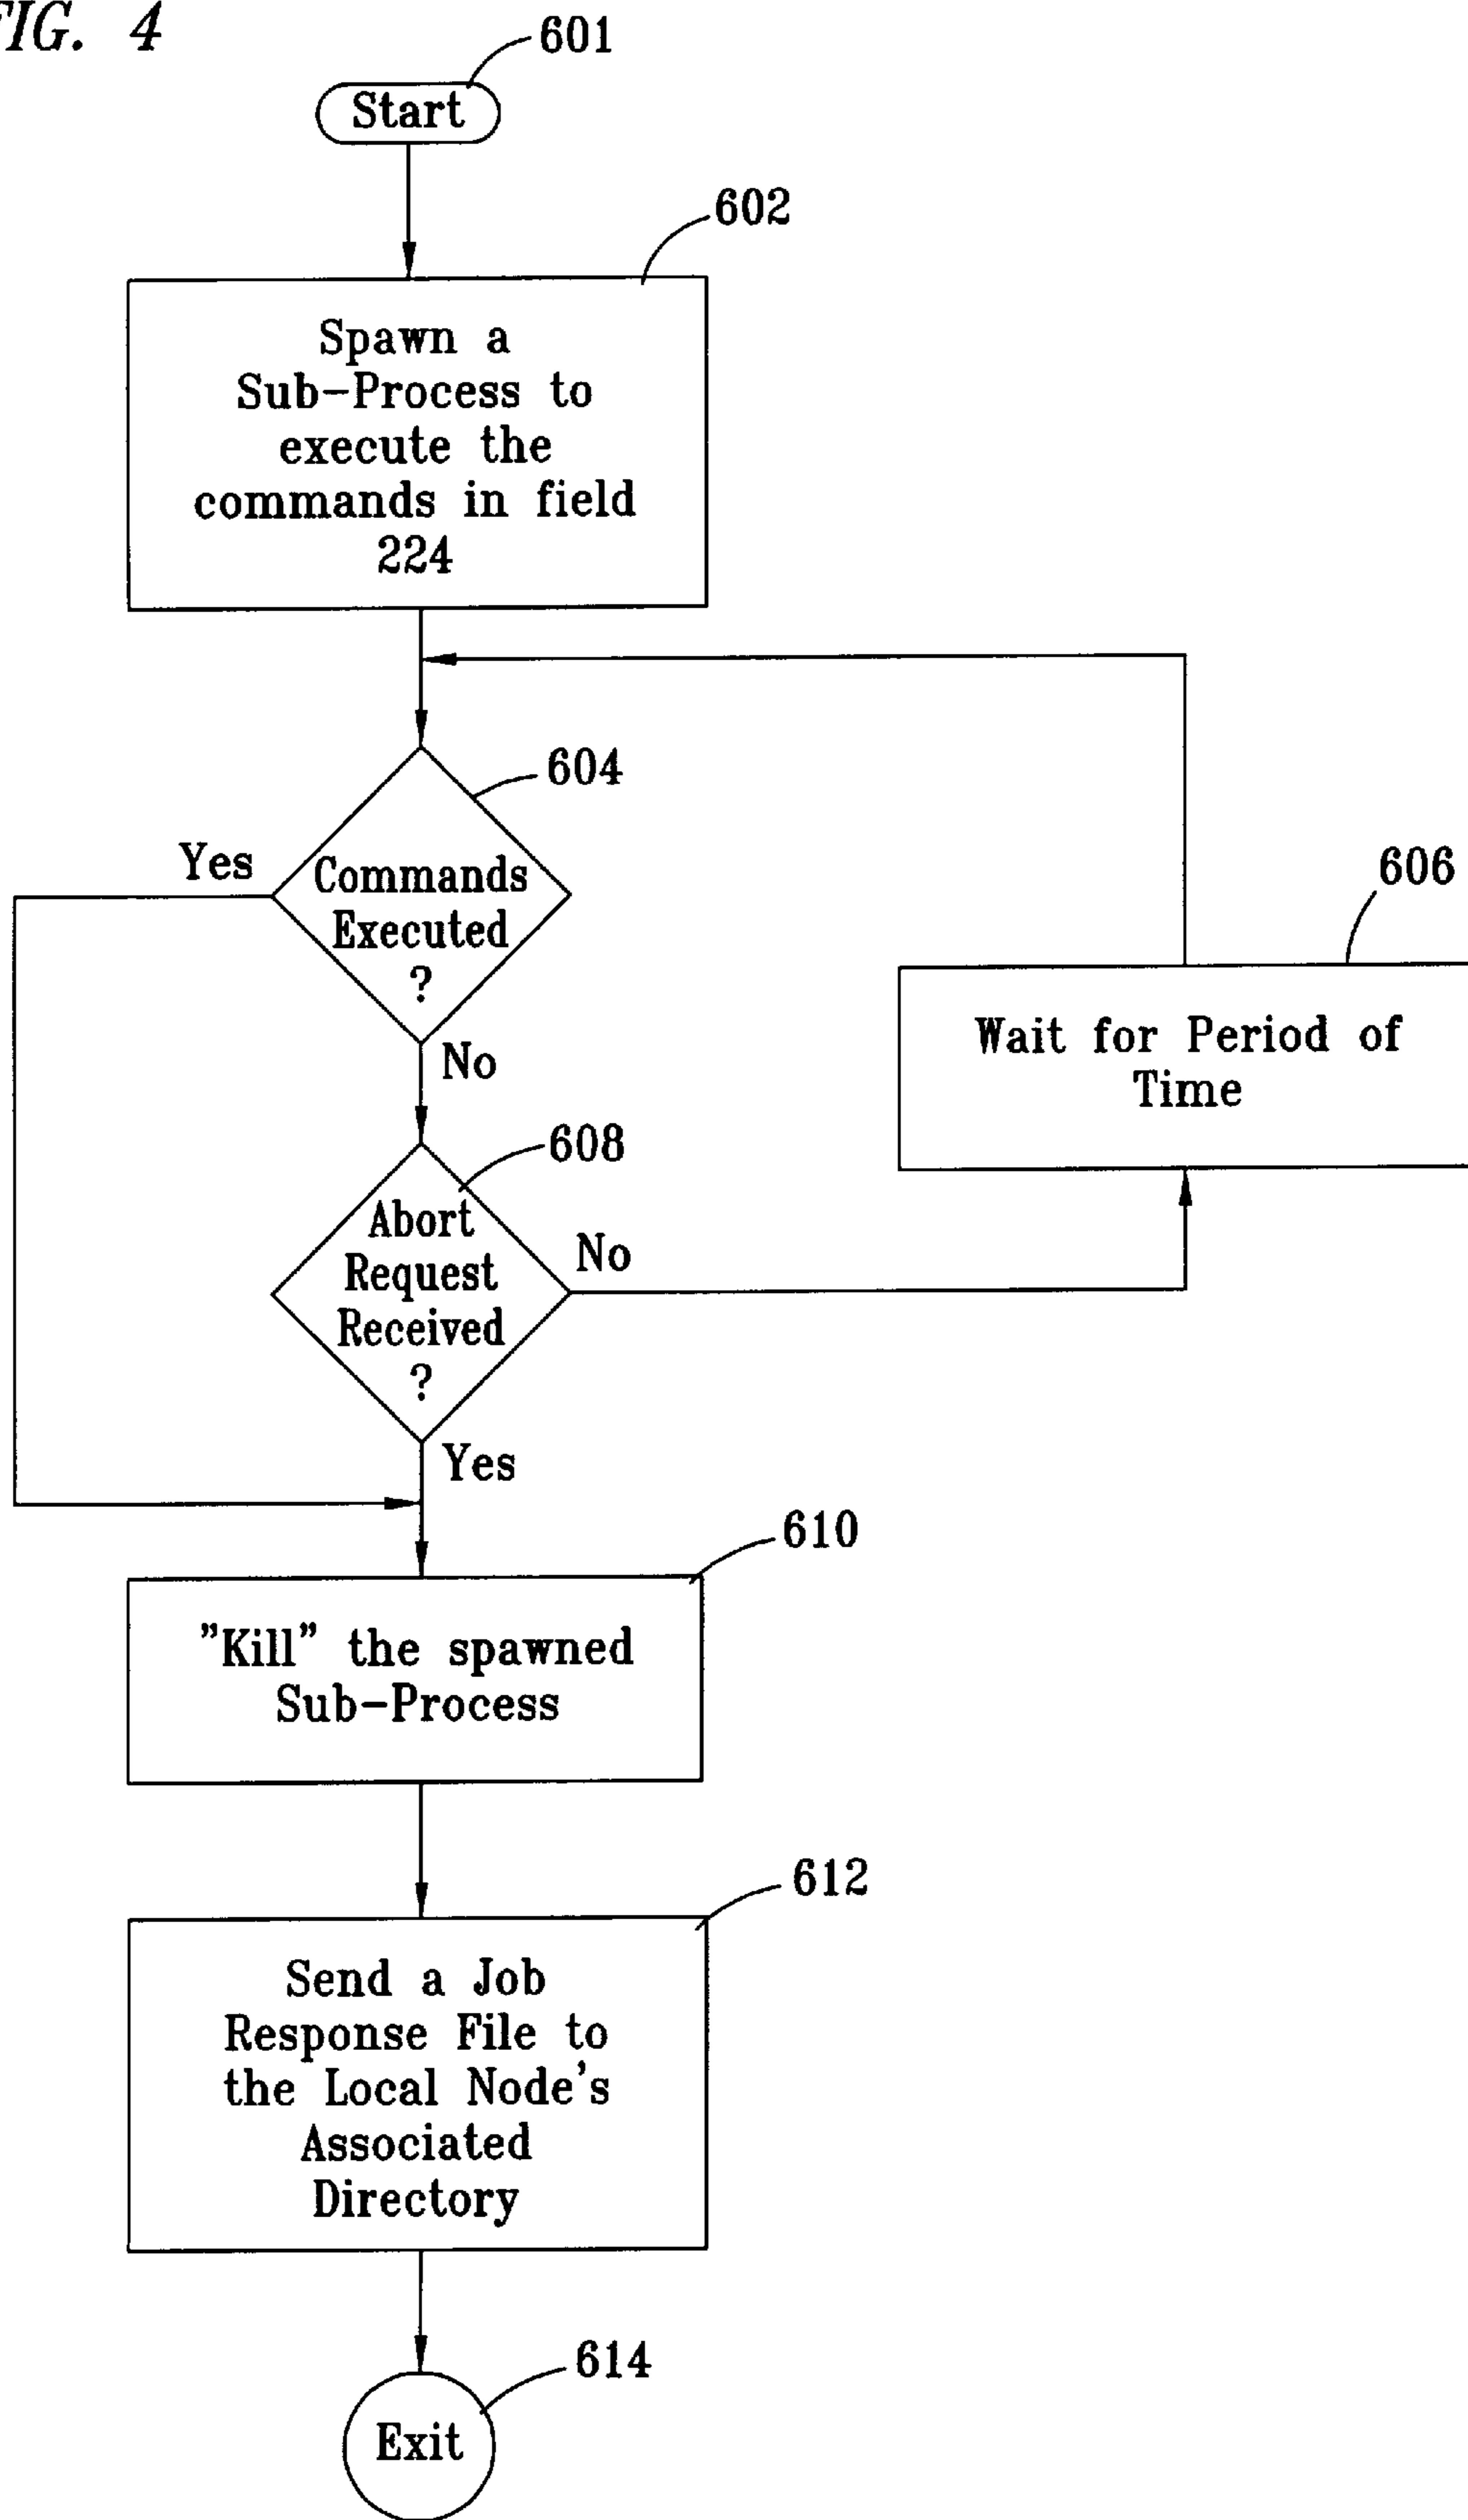 FIG. 4
601
Start
602
Spawn a
Sub-Process to
execute the
commands in field
224
604
Yes
Commands
Executed
?
606
No
Wait for Period of
Time
608
Abort
Request
Received
?
No
Yes
610
"Kill" the spawned
Sub-Process
612
Send a Job
Response File to
the Local Node's
Associated
Directory
614
Exit